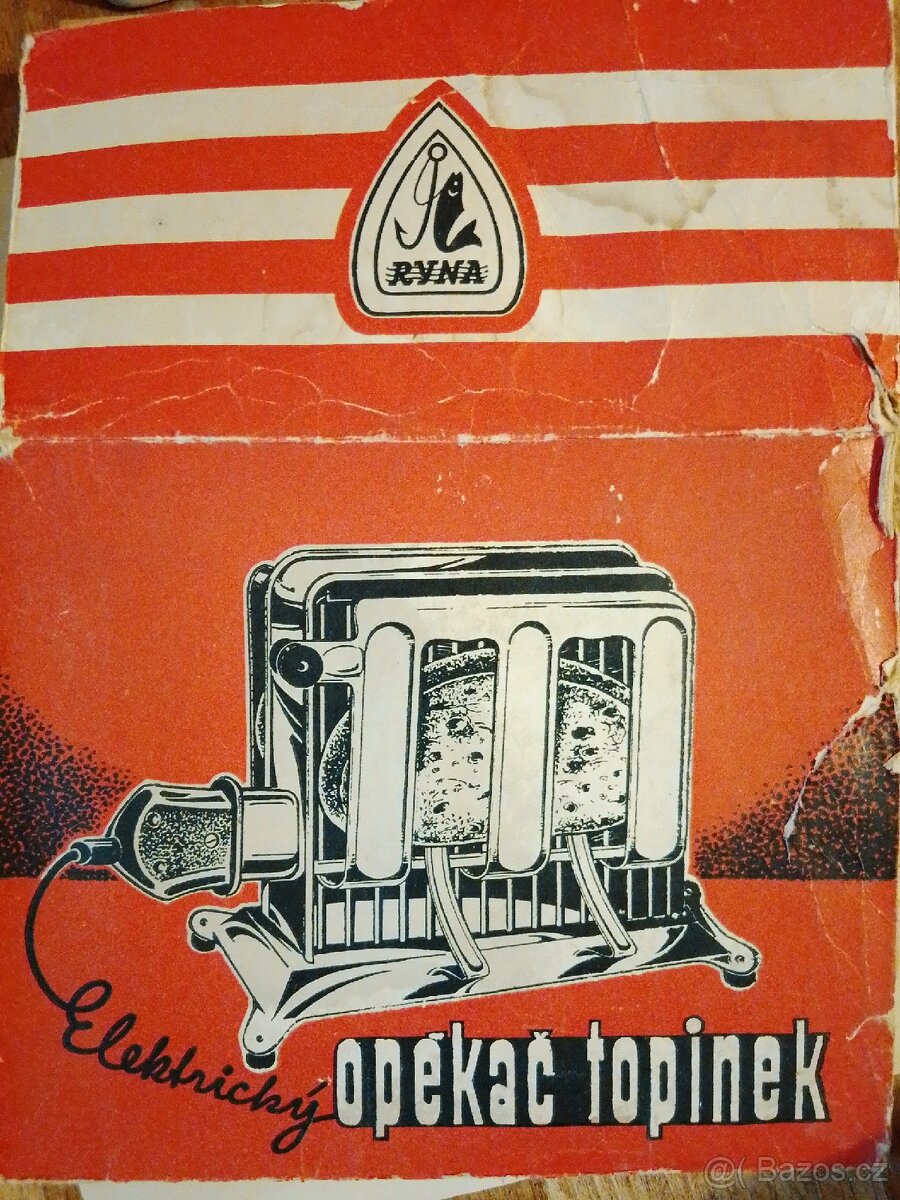 RYNA
Elektrický
opékač topinek
@( Bazos.cz